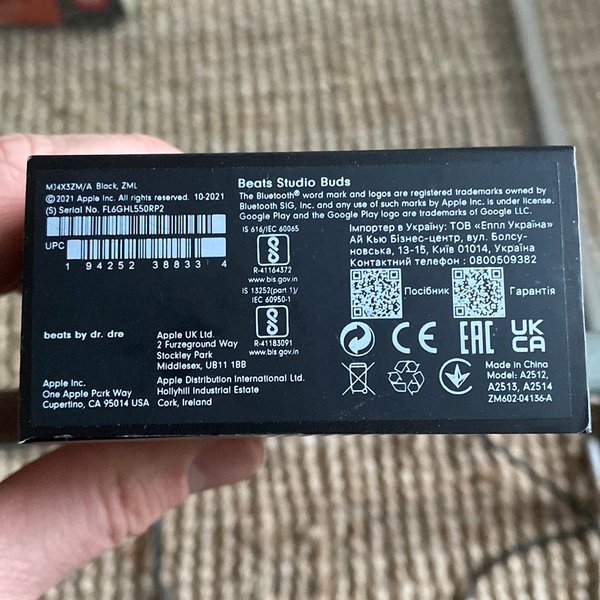 MJ4X3ZM/A Black, ZML
©2021 Apple Inc. All rights reserved. 10-2021
(S) Serial No. FL6GHL550RP2
UPC
1 94252 38833 4
beats by dr. dre
Apple Inc.
One Apple Park Way
Cupertino, CA 95014 USA
Apple UK Ltd.
2 Furzeground Way
Stockley Park
Middlesex, UB11 1BB
Apple Distribution International Ltd.
Hollyhill Industrial Estate
Cork, Ireland
Beats Studio Buds
The Bluetooth® word mark and logos are registered trademarks owned by
Bluetooth SIG, Inc. and any use of such marks by Apple Inc. is under license.
Google Play and the Google Play logo are trademarks of Google LLC.
IS 616/IEC 60065
R-41164372
www.bis.gov.in
IS 13252(part 1)/
IEC 60950-1
R-41183091
www.bis.gov.in
Імпортер в Україну: ТОВ «Еппл Україна»
Ай Кью Бізнес-центр, вул. Болсу-
новська, 13-15, Київ 01014, Україна
Контактний телефон : 0800509382
Посібник
Гарантія
CE
EAC
UK
CA
Made in China
Model: A2512,
A2513, A2514
ZM602-04136-A